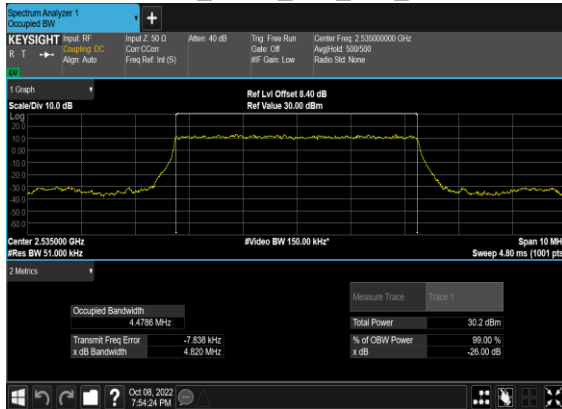 Spectrum Analyzer 1
Occupied BW
+
KEYSIGHT
R T
Input: RF
Coupling: DC
Align: Auto
Input Z: 50 Ω
Corr CCorr
Freq Ref: Int (S)
Atten: 40 dB
Trig: Free Run
Gate: Off
#IF Gain: Low
Center Freq: 2.535000000 GHz
Avg|Hold: 500/500
Radio Std: None
1 Graph
Scale/Div 10.0 dB
Ref Lvl Offset 8.40 dB
Ref Value 30.00 dBm
Log
20.0
10.0
0.00
-10.0
-20.0
-30.0
-40.0
-50.0
-60.0
Center 2.535000 GHz
#Res BW 51.000 kHz
#Video BW 150.00 kHz*
Span 10 MH
Sweep 4.80 ms (1001 pts
2 Metrics
Measure Trace
Trace 1
Occupied Bandwidth
4.4786 MHz
Total Power
30.2 dBm
Transmit Freq Error
-7.838 kHz
% of OBW Power
99.00 %
x dB Bandwidth
4.820 MHz
x dB
-26.00 dB
?
Oct 08, 2022
7:54:24 PM